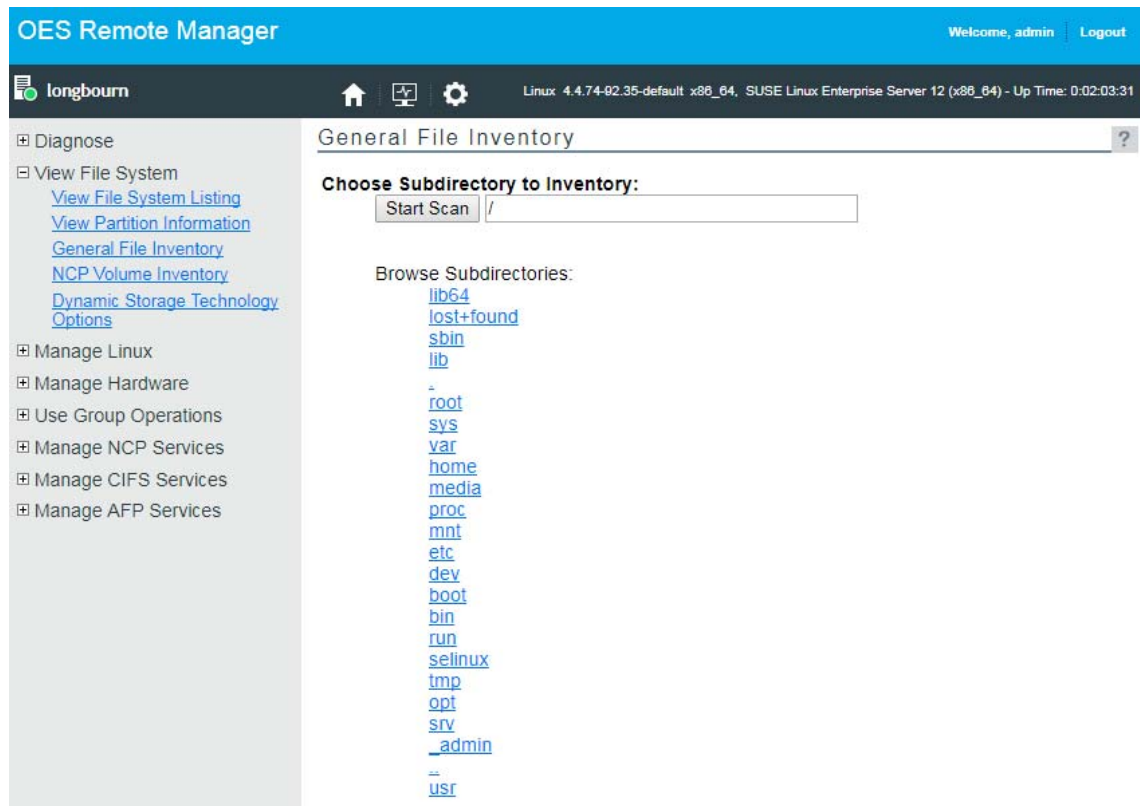 OES Remote Manager
Welcome, admin Logout
longbourn
Linux 4.4.74-92.35-default x86_64, SUSE Linux Enterprise Server 12 (x86_64) - Up Time: 0:02:03:31
Diagnose
View File System
View File System Listing
View Partition Information
General File Inventory
NCP Volume Inventory
Dynamic Storage Technology
Options
Manage Linux
Manage Hardware
Use Group Operations
Manage NCP Services
Manage CIFS Services
Manage AFP Services
General File Inventory
?
Choose Subdirectory to Inventory:
Start Scan /
Browse Subdirectories:
lib64
lost+found
sbin
lib
.
root
sys
var
home
media
proc
mnt
etc
dev
boot
bin
run
selinux
tmp
opt
srv
_admin
..
usr